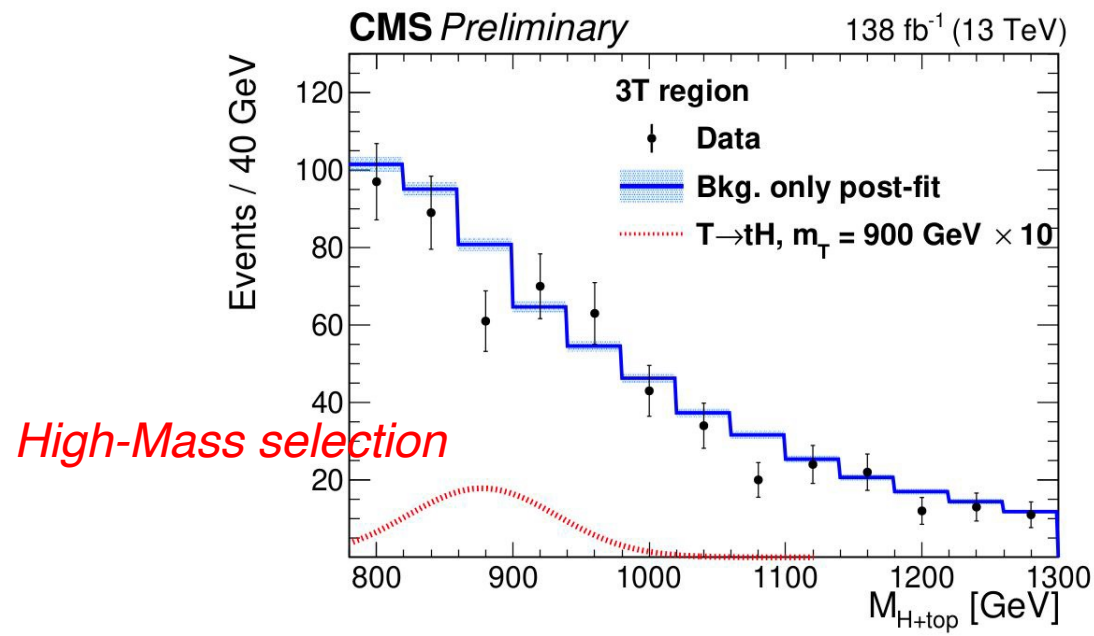 CMS Preliminary 138 fb⁻¹ (13 TeV)
Events / 40 GeV
120
100
80
60
40
20
3T region
Data
Bkg. only post-fit
T→tH, m_T = 900 GeV × 10
High-Mass selection
800 900 1000 1100 1200 1300
M_H+top [GeV]